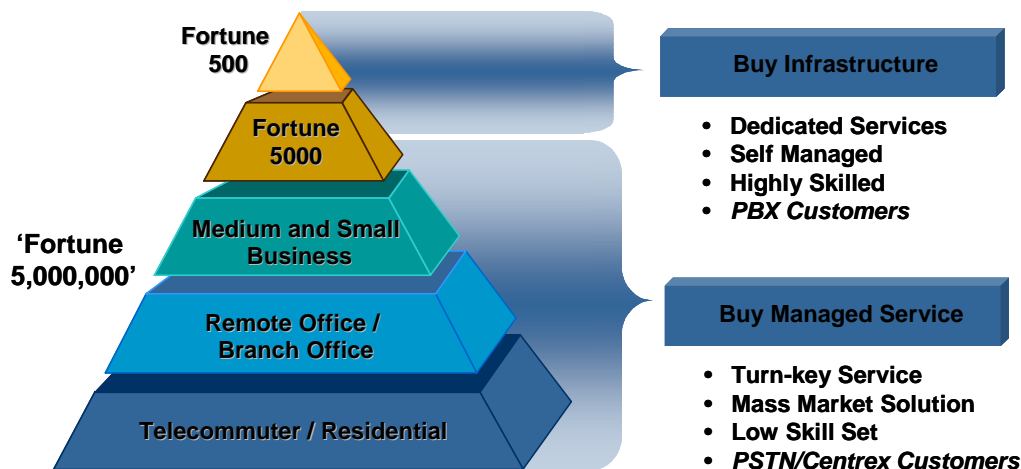 Fortune
500
Fortune
5000
Medium and Small
Business
‘Fortune
5,000,000’
Remote Office /
Branch Office
Telecommuter / Residential
Buy Infrastructure
• Dedicated Services
• Self Managed
• Highly Skilled
• PBX Customers
Buy Managed Service
• Turn-key Service
• Mass Market Solution
• Low Skill Set
• PSTN/Centrex Customers